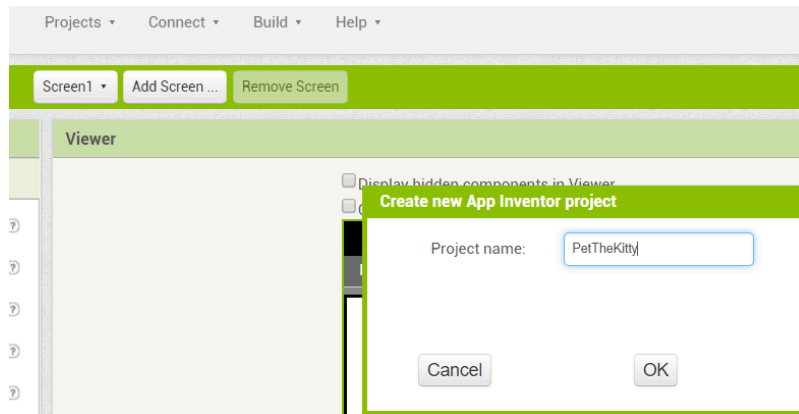 Projects Connect Build Help
Screen1 Add Screen ... Remove Screen
Viewer
Display hidden components in Viewer
Create new App Inventor project
Project name: PetTheKitty
Cancel OK